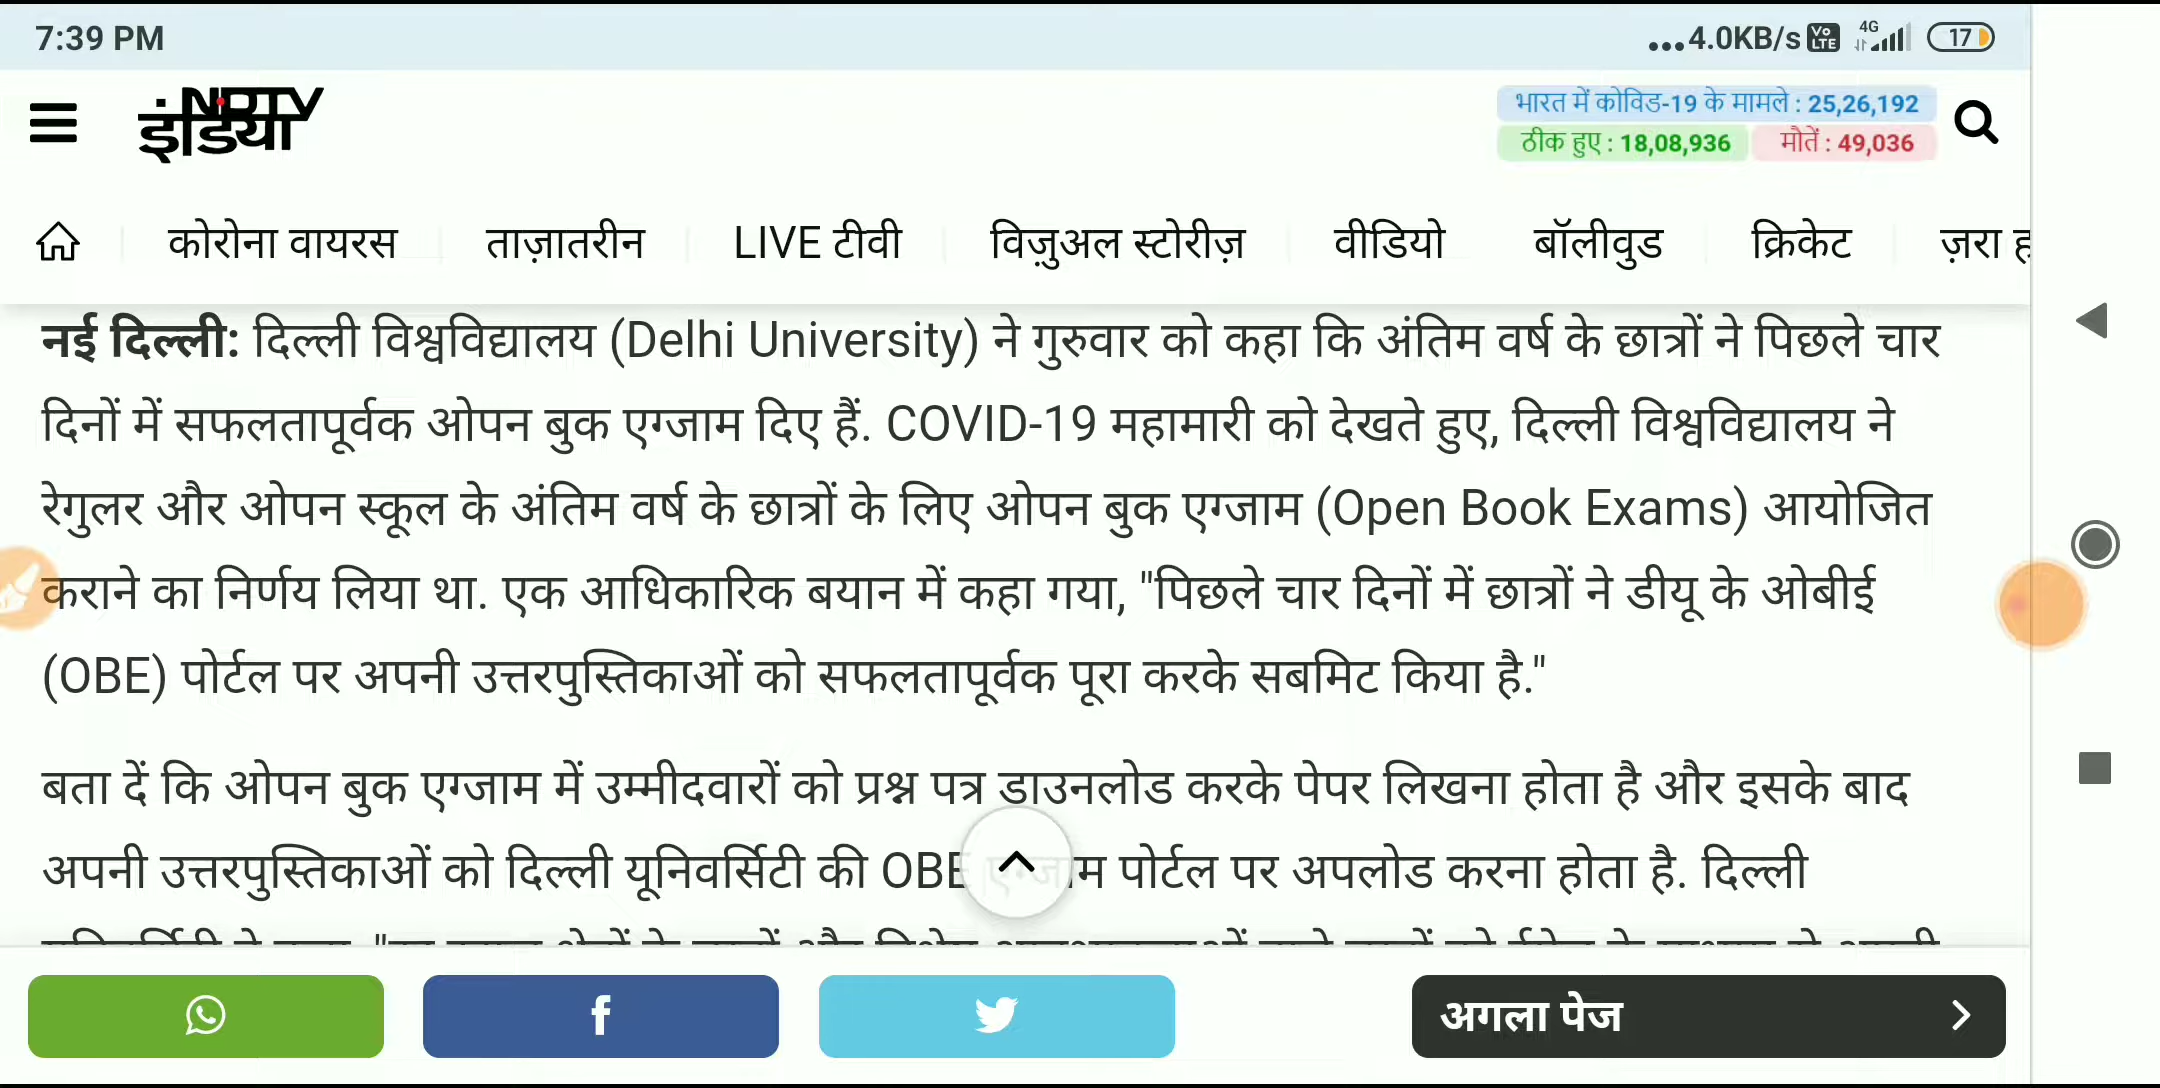 7:39 PM
...4.0KB/s Vo LTE 4G 17
NDTV
इंडिया
भारत में कोविड-19 के मामले : 25,26,192
ठीक हुए : 18,08,936 मौतें : 49,036
कोरोना वायरस ताज़ातरीन LIVE टीवी विज़ुअल स्टोरीज़ वीडियो बॉलीवुड क्रिकेट ज़रा
नई दिल्ली: दिल्ली विश्वविद्यालय (Delhi University) ने गुरुवार को कहा कि अंतिम वर्ष के छात्रों ने पिछले चार
दिनों में सफलतापूर्वक ओपन बुक एग्जाम दिए हैं. COVID-19 महामारी को देखते हुए, दिल्ली विश्वविद्यालय ने
रेगुलर और ओपन स्कूल के अंतिम वर्ष के छात्रों के लिए ओपन बुक एग्जाम (Open Book Exams) आयोजित
कराने का निर्णय लिया था. एक आधिकारिक बयान में कहा गया, "पिछले चार दिनों में छात्रों ने डीयू के ओबीई
(OBE) पोर्टल पर अपनी उत्तरपुस्तिकाओं को सफलतापूर्वक पूरा करके सबमिट किया है."
बता दें कि ओपन बुक एग्जाम में उम्मीदवारों को प्रश्न पत्र डाउनलोड करके पेपर लिखना होता है और इसके बाद
अपनी उत्तरपुस्तिकाओं को दिल्ली यूनिवर्सिटी की OBE एग्जाम पोर्टल पर अपलोड करना होता है. दिल्ली
अगला पेज